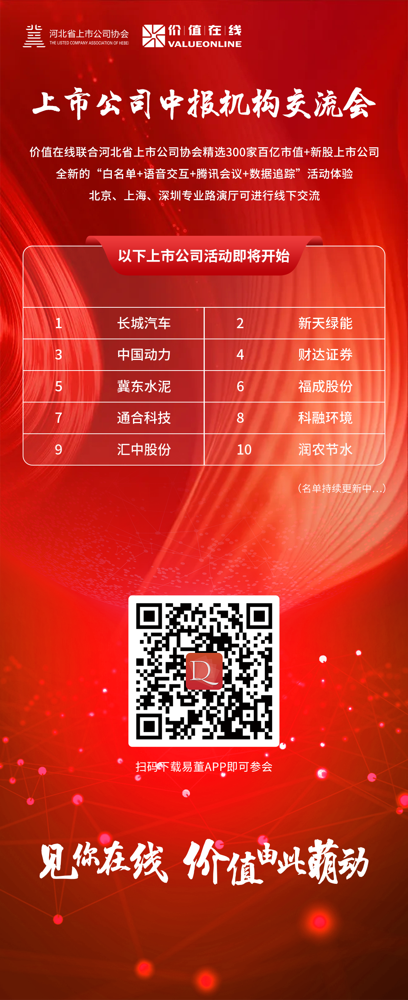 河北省上市公司协会
THE LISTED COMPANY ASSOCIATION OF HEBEI
价值在线
VALUEONLINE
上市公司中报机构交流会
价值在线联合河北省上市公司协会精选300家百亿市值+新股上市公司
全新的“白名单+语音交互+腾讯会议+数据追踪”活动体验
北京、上海、深圳专业路演厅可进行线下交流
以下上市公司活动即将开始
1 长城汽车 2 新天绿能
3 中国动力 4 财达证券
5 冀东水泥 6 福成股份
7 通合科技 8 科融环境
9 汇中股份 10 润农节水
（名单持续更新中...）
扫码下载易董APP即可参会
见你在线 价值由此萌动